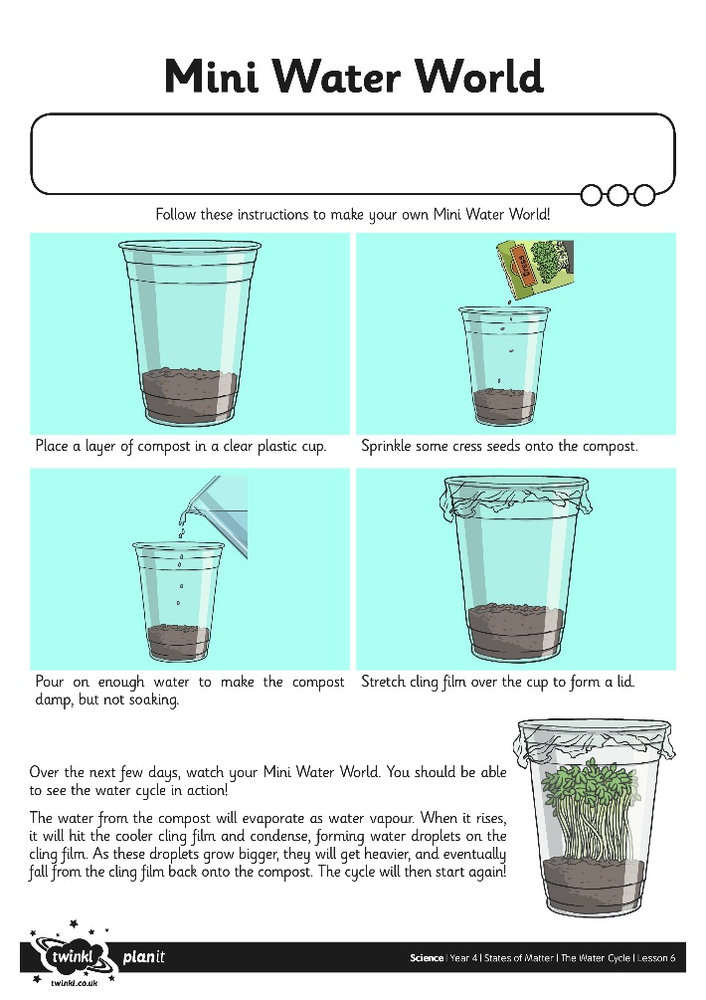 Mini Water World
Follow these instructions to make your own Mini Water World!
Cress
Place a layer of compost in a clear plastic cup.
Sprinkle some cress seeds onto the compost.
Pour on enough water to make the compost
damp, but not soaking.
Stretch cling film over the cup to form a lid.
Over the next few days, watch your Mini Water World. You should be able
to see the water cycle in action!
The water from the compost will evaporate as water vapour. When it rises,
it will hit the cooler cling film and condense, forming water droplets on the
cling film. As these droplets grow bigger, they will get heavier, and eventually
fall from the cling film back onto the compost. The cycle will then start again!
twinkl planit
twinkl.co.uk
Science | Year 4 | States of Matter | The Water Cycle | Lesson 6